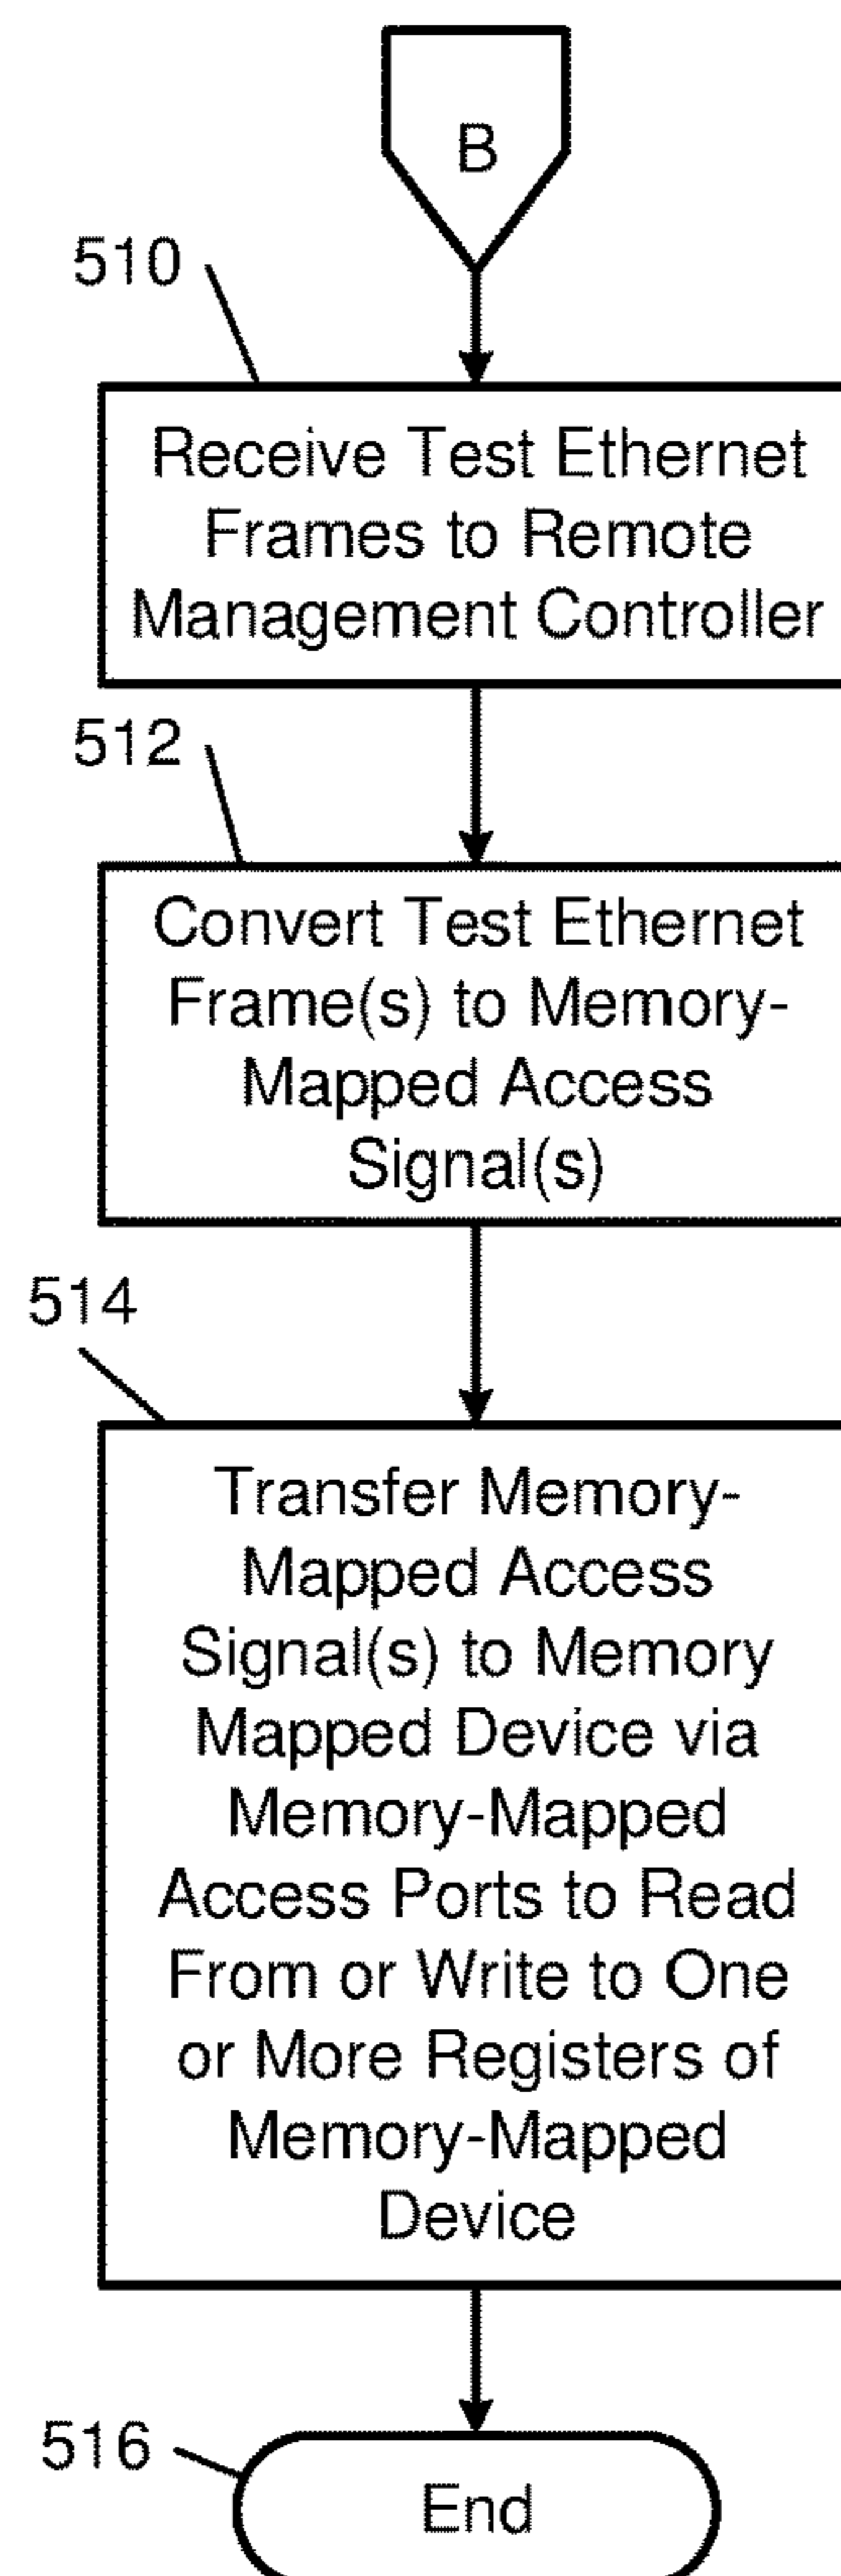 B
510
Receive Test Ethernet
Frames to Remote
Management Controller
512
Convert Test Ethernet
Frame(s) to Memory-
Mapped Access
Signal(s)
514
Transfer Memory-
Mapped Access
Signal(s) to Memory
Mapped Device via
Memory-Mapped
Access Ports to Read
From or Write to One
or More Registers of
Memory-Mapped
Device
516
End